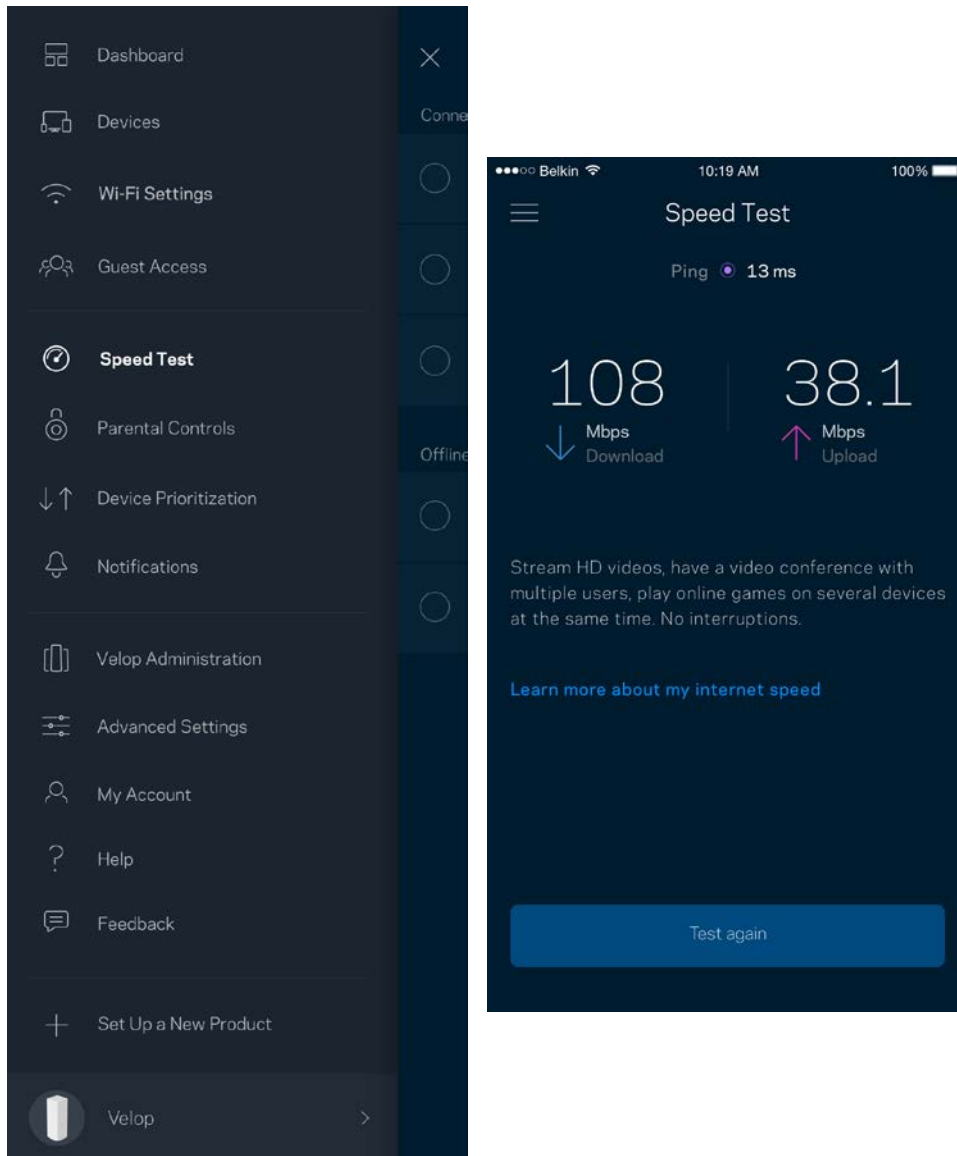 Dashboard
Devices
Wi-Fi Settings
Guest Access
Speed Test
Parental Controls
Device Prioritization
Notifications
Velop Administration
Advanced Settings
My Account
Help
Feedback
Set Up a New Product
Velop
Conne
Offline
Belkin 10:19 AM 100%
Speed Test
Ping 13 ms
108 38.1
Mbps Mbps
Download Upload
Stream HD videos, have a video conference with
multiple users, play online games on several devices
at the same time. No interruptions.
Learn more about my internet speed
Test again